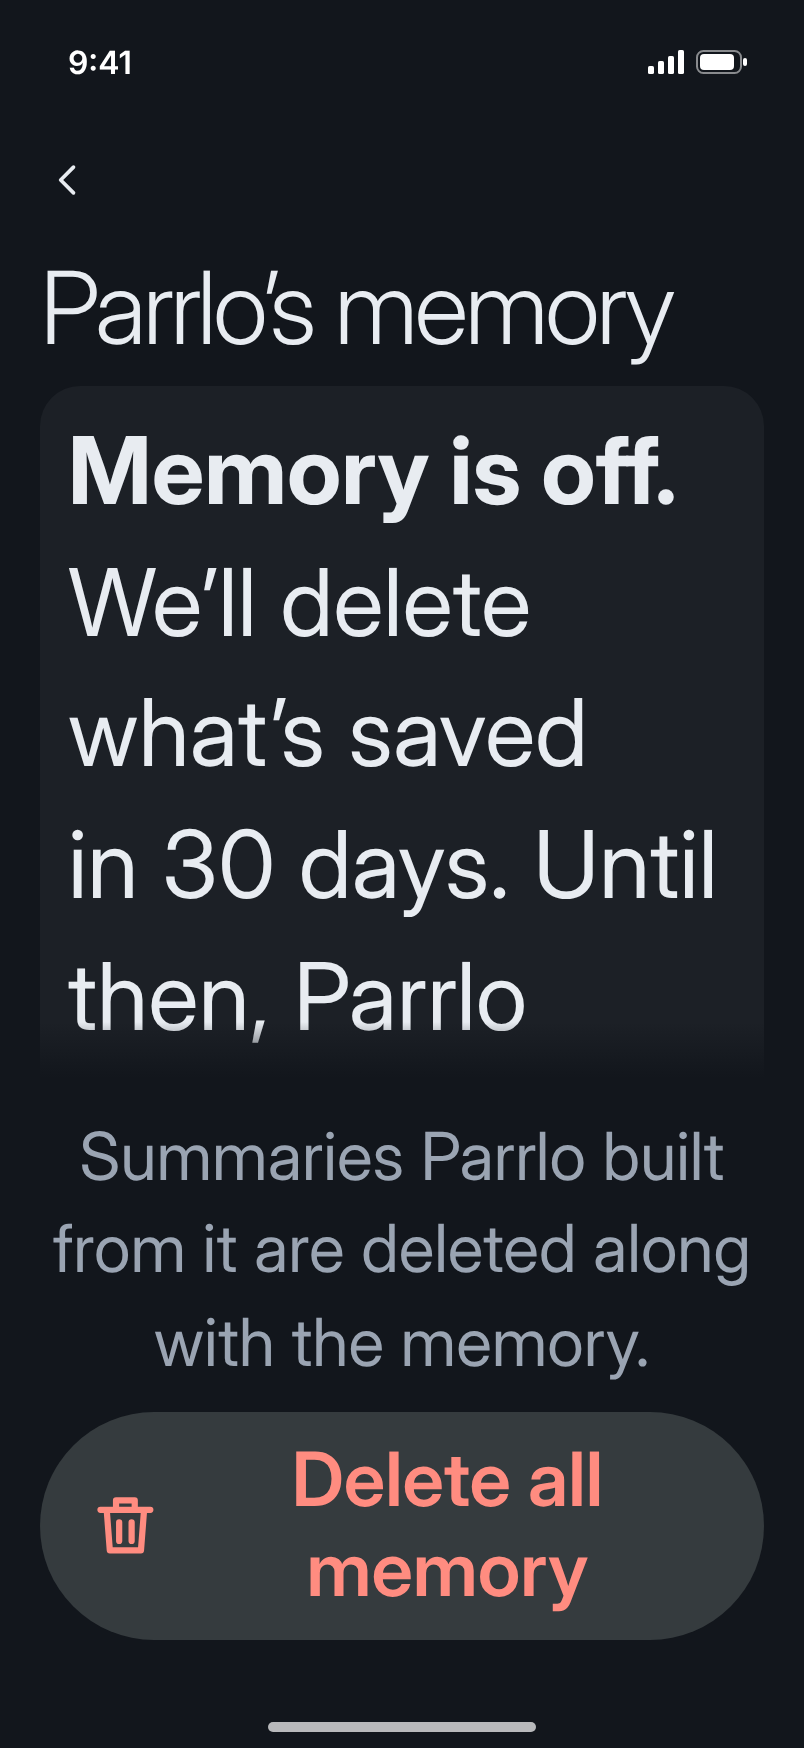 9:41
Parrlo’s memory
Memory is off.
We’ll delete
what’s saved
in 30 days. Until
then, Parrlo
Summaries Parrlo built
from it are deleted along
with the memory.
Delete all
memory